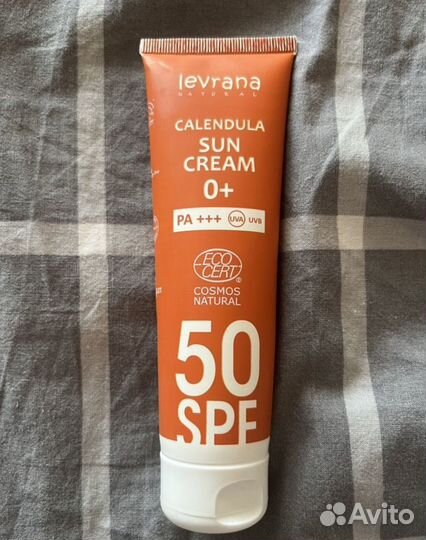 levrana
NATURAL
CALENDULA
SUN
CREAM
0+
PA +++ UVA UVB
ECO
CERT®
COSMOS
NATURAL
50
SPF
Avito